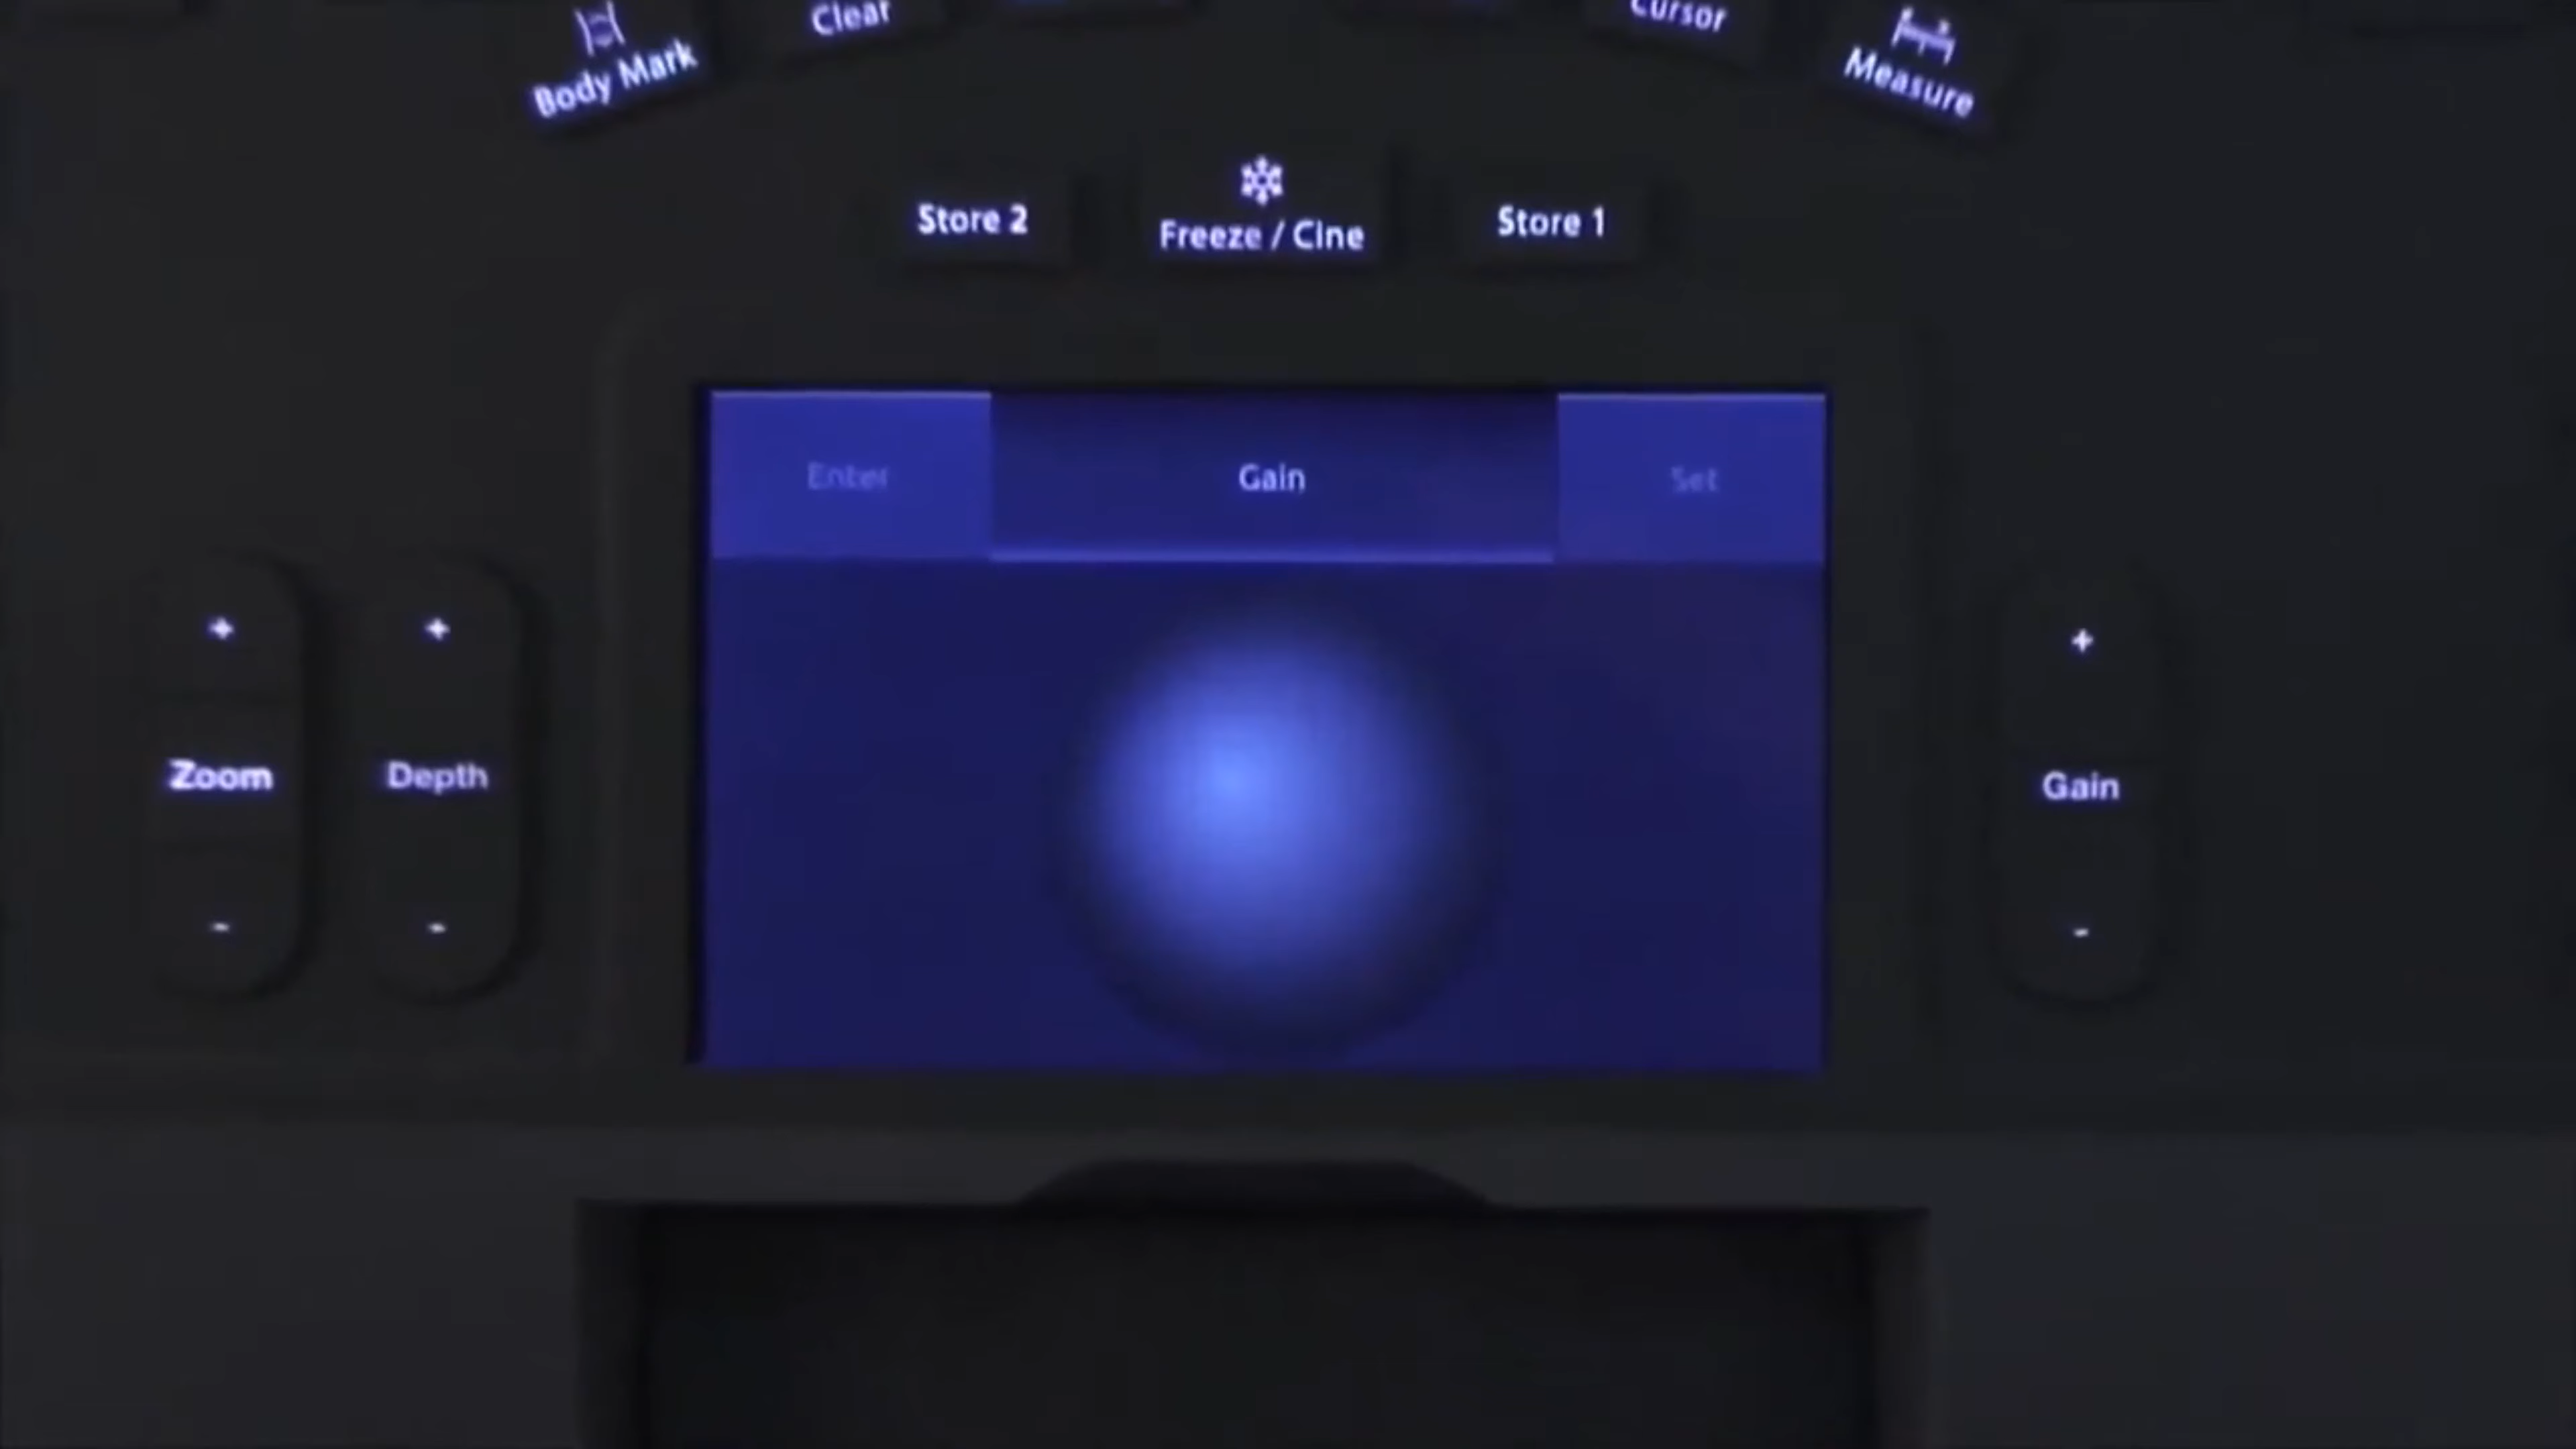 Clear
Cursor
Body Mark
Measure
Store 2
Freeze / Cine
Store 1
Enter
Gain
Set
+
+
+
Zoom
Depth
Gain
-
-
-